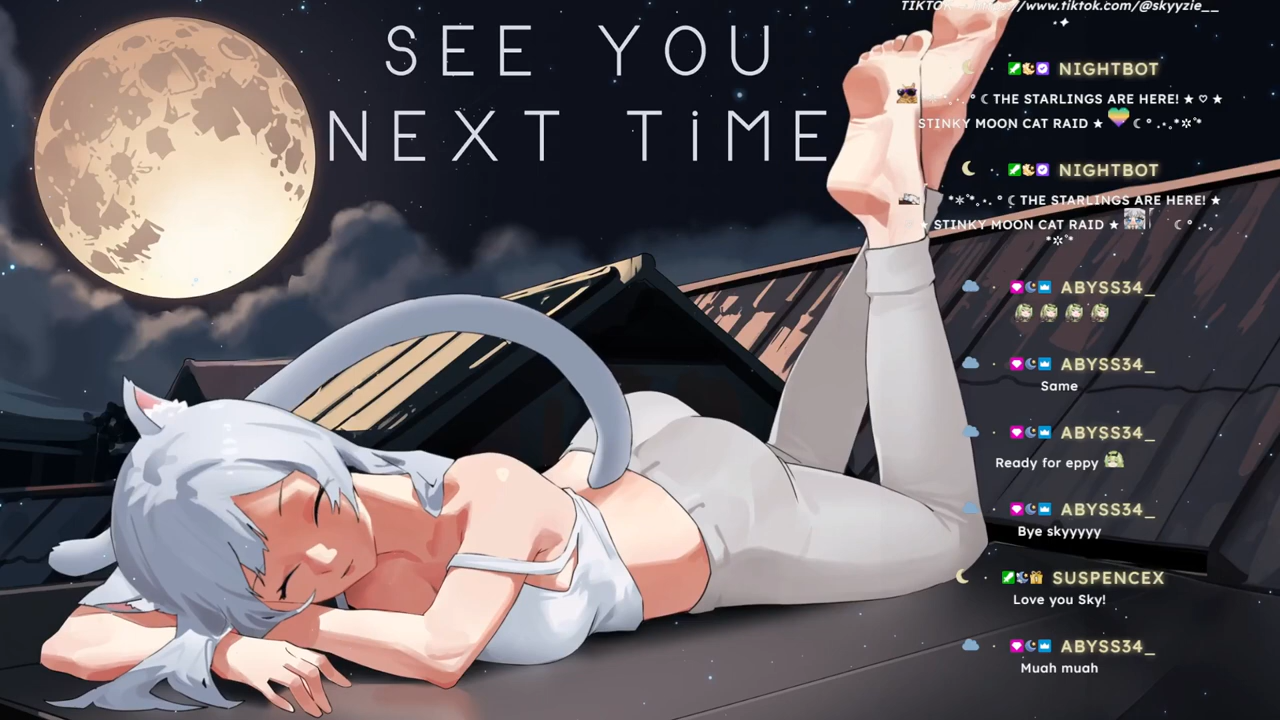 SEE YOU
NEXT TiME
www.tiktok.com/@skyyzie__
NIGHTBOT
☾ THE STARLINGS ARE HERE! ★ ♡ ★
STINKY MOON CAT RAID ★
NIGHTBOT
☾ THE STARLINGS ARE HERE! ★
★ STINKY MOON CAT RAID ★
ABYSS34_
ABYSS34_
Same
ABYSS34_
Ready for eppy
ABYSS34_
Bye skyyyyy
SUSPENCEX
Love you Sky!
ABYSS34_
Muah muah